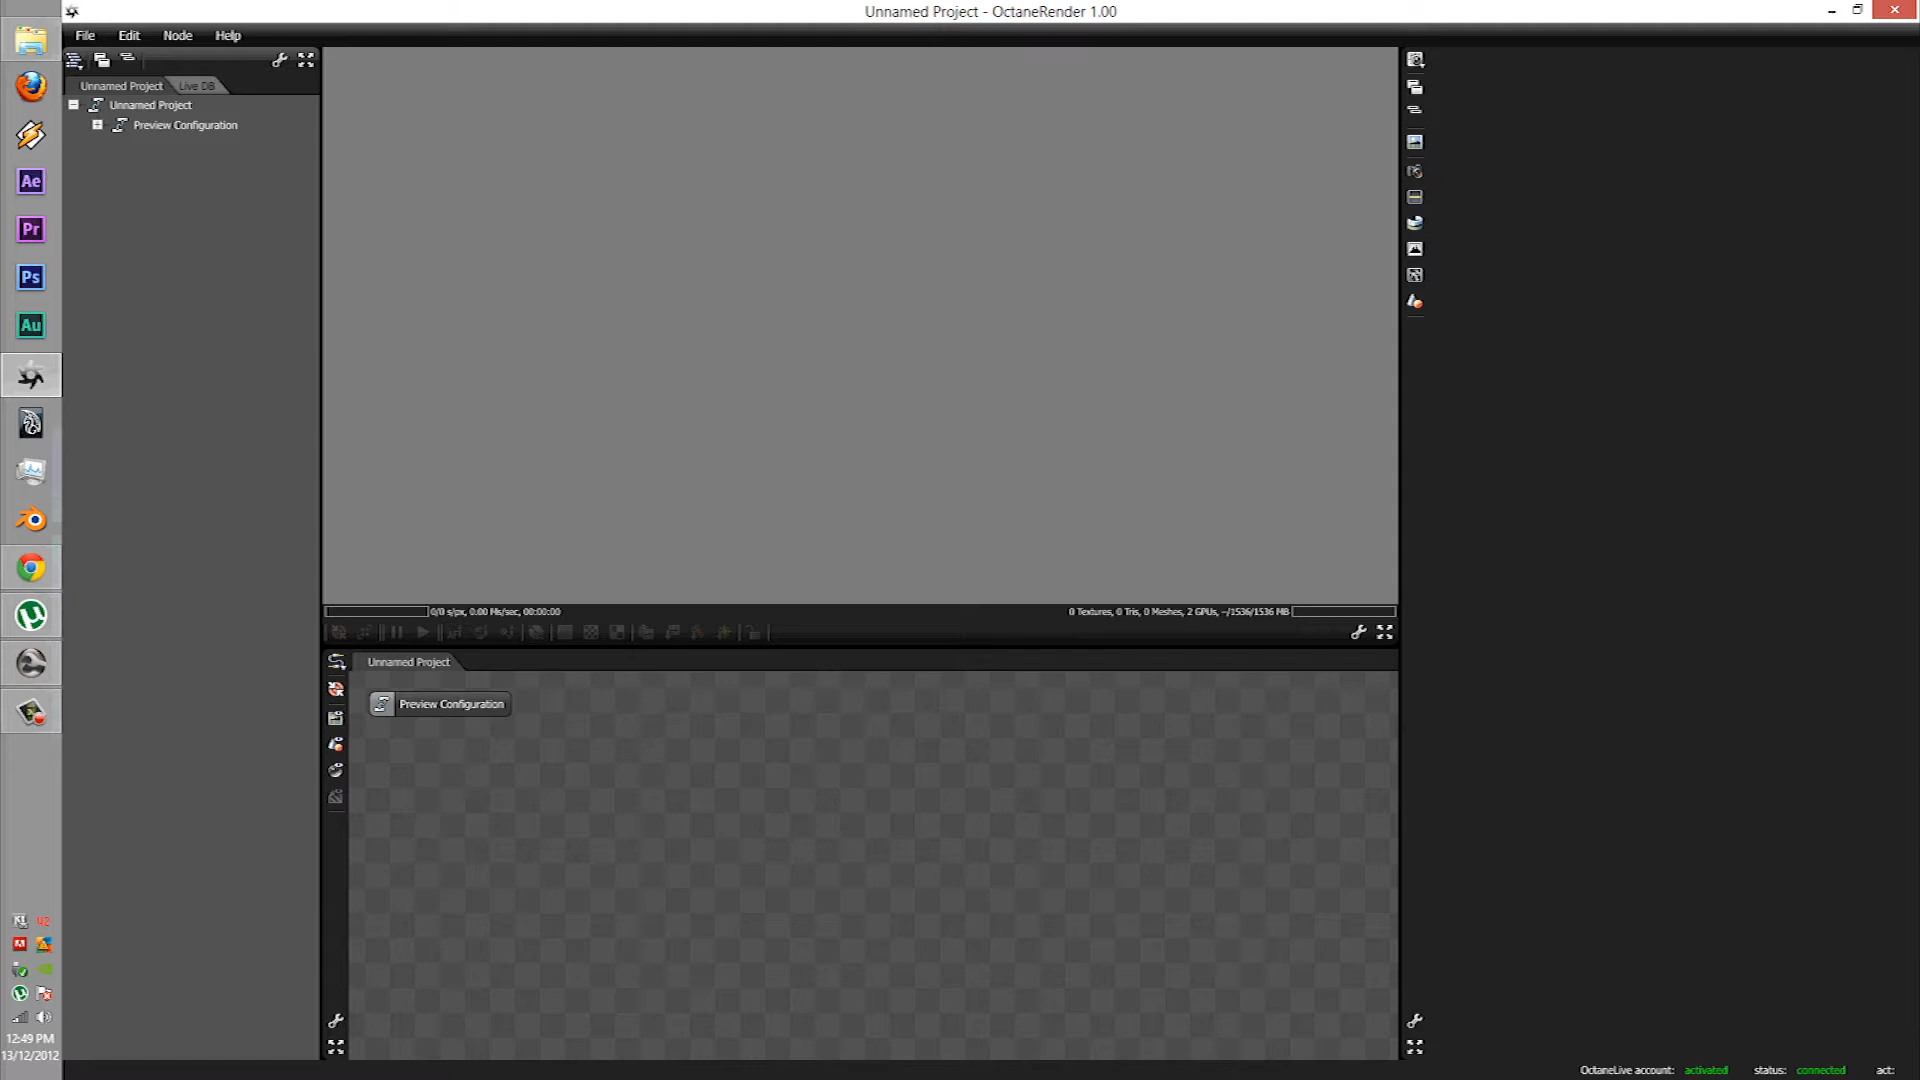 Unnamed Project - OctaneRender 1.00
File Edit Node Help
Unnamed Project Live DB
Unnamed Project
Preview Configuration
Ae
Pr
Ps
Au
0/0 s/px, 0.00 Ms/sec, 00:00:00
0 Textures, 0 Tris, 0 Meshes, 2 GPUs, --/1536/1536 MB
Unnamed Project
Preview Configuration
42
12:49 PM
13/12/2012
OctaneLive account: activated status: connected act: